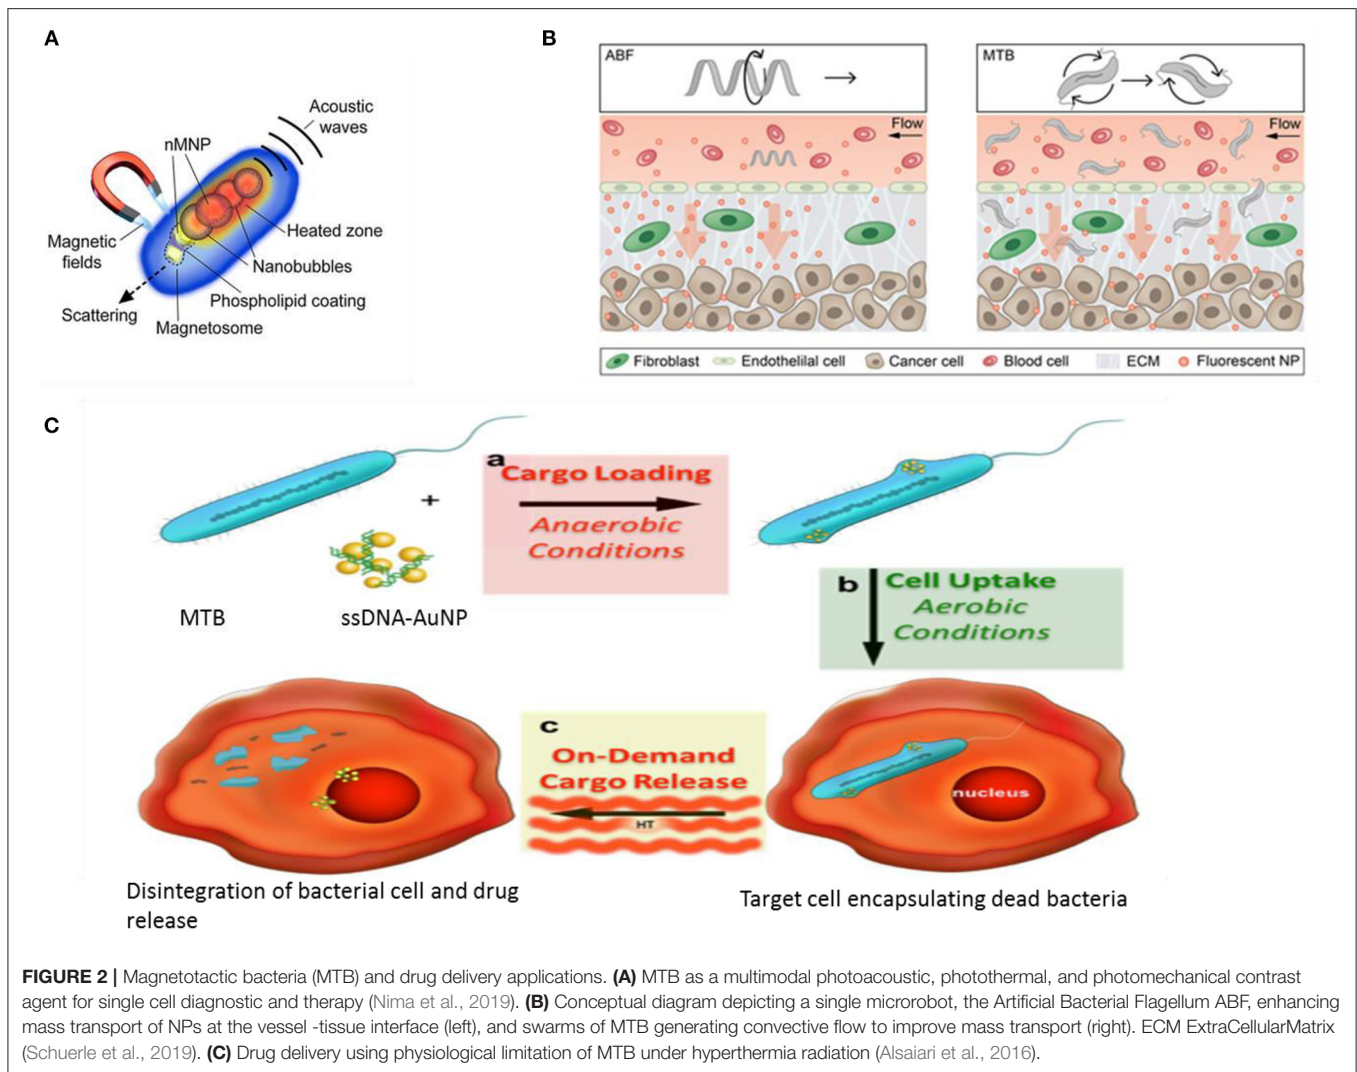 A
Acoustic
waves
nMNP
Magnetic
fields
Heated zone
Nanobubbles
Phospholipid coating
Scattering
Magnetosome
B
ABF
Flow
MTB
Flow
Fibroblast
Endothelilal cell
Cancer cell
Blood cell
ECM
Fluorescent NP
C
MTB
+
ssDNA-AuNP
a
Cargo Loading
Anaerobic
Conditions
b
Cell Uptake
Aerobic
Conditions
nucleus
Target cell encapsulating dead bacteria
c
On-Demand
Cargo Release
HT
Disintegration of bacterial cell and drug
release
FIGURE 2 | Magnetotactic bacteria (MTB) and drug delivery applications. (A) MTB as a multimodal photoacoustic, photothermal, and photomechanical contrast
agent for single cell diagnostic and therapy (Nima et al., 2019). (B) Conceptual diagram depicting a single microrobot, the Artificial Bacterial Flagellum ABF, enhancing
mass transport of NPs at the vessel -tissue interface (left), and swarms of MTB generating convective flow to improve mass transport (right). ECM ExtraCellularMatrix
(Schuerle et al., 2019). (C) Drug delivery using physiological limitation of MTB under hyperthermia radiation (Alsaiari et al., 2016).